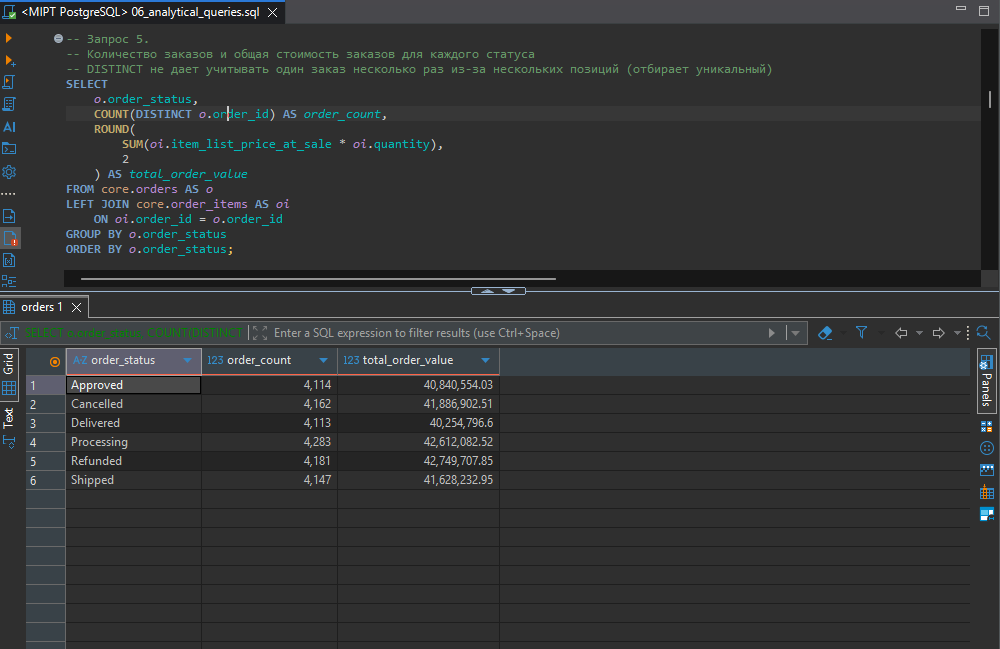 <MIPT PostgreSQL> 06_analytical_queries.sql
-- Запрос 5.
-- Количество заказов и общая стоимость заказов для каждого статуса
-- DISTINCT не дает учитывать один заказ несколько раз из-за нескольких позиций (отбирает уникальный)
SELECT
o.order_status,
COUNT(DISTINCT o.order_id) AS order_count,
ROUND(
SUM(oi.item_list_price_at_sale * oi.quantity),
2
) AS total_order_value
FROM core.orders AS o
LEFT JOIN core.order_items AS oi
ON oi.order_id = o.order_id
GROUP BY o.order_status
ORDER BY o.order_status;
AI
orders 1
SELECT o.order_status, COUNT(DISTINCT
Enter a SQL expression to filter results (use Ctrl+Space)
Grid
Text
Panels
A-Z order_status 123 order_count 123 total_order_value
1 Approved 4,114 40,840,554.03
2 Cancelled 4,162 41,886,902.51
3 Delivered 4,113 40,254,796.6
4 Processing 4,283 42,612,082.52
5 Refunded 4,181 42,749,707.85
6 Shipped 4,147 41,628,232.95